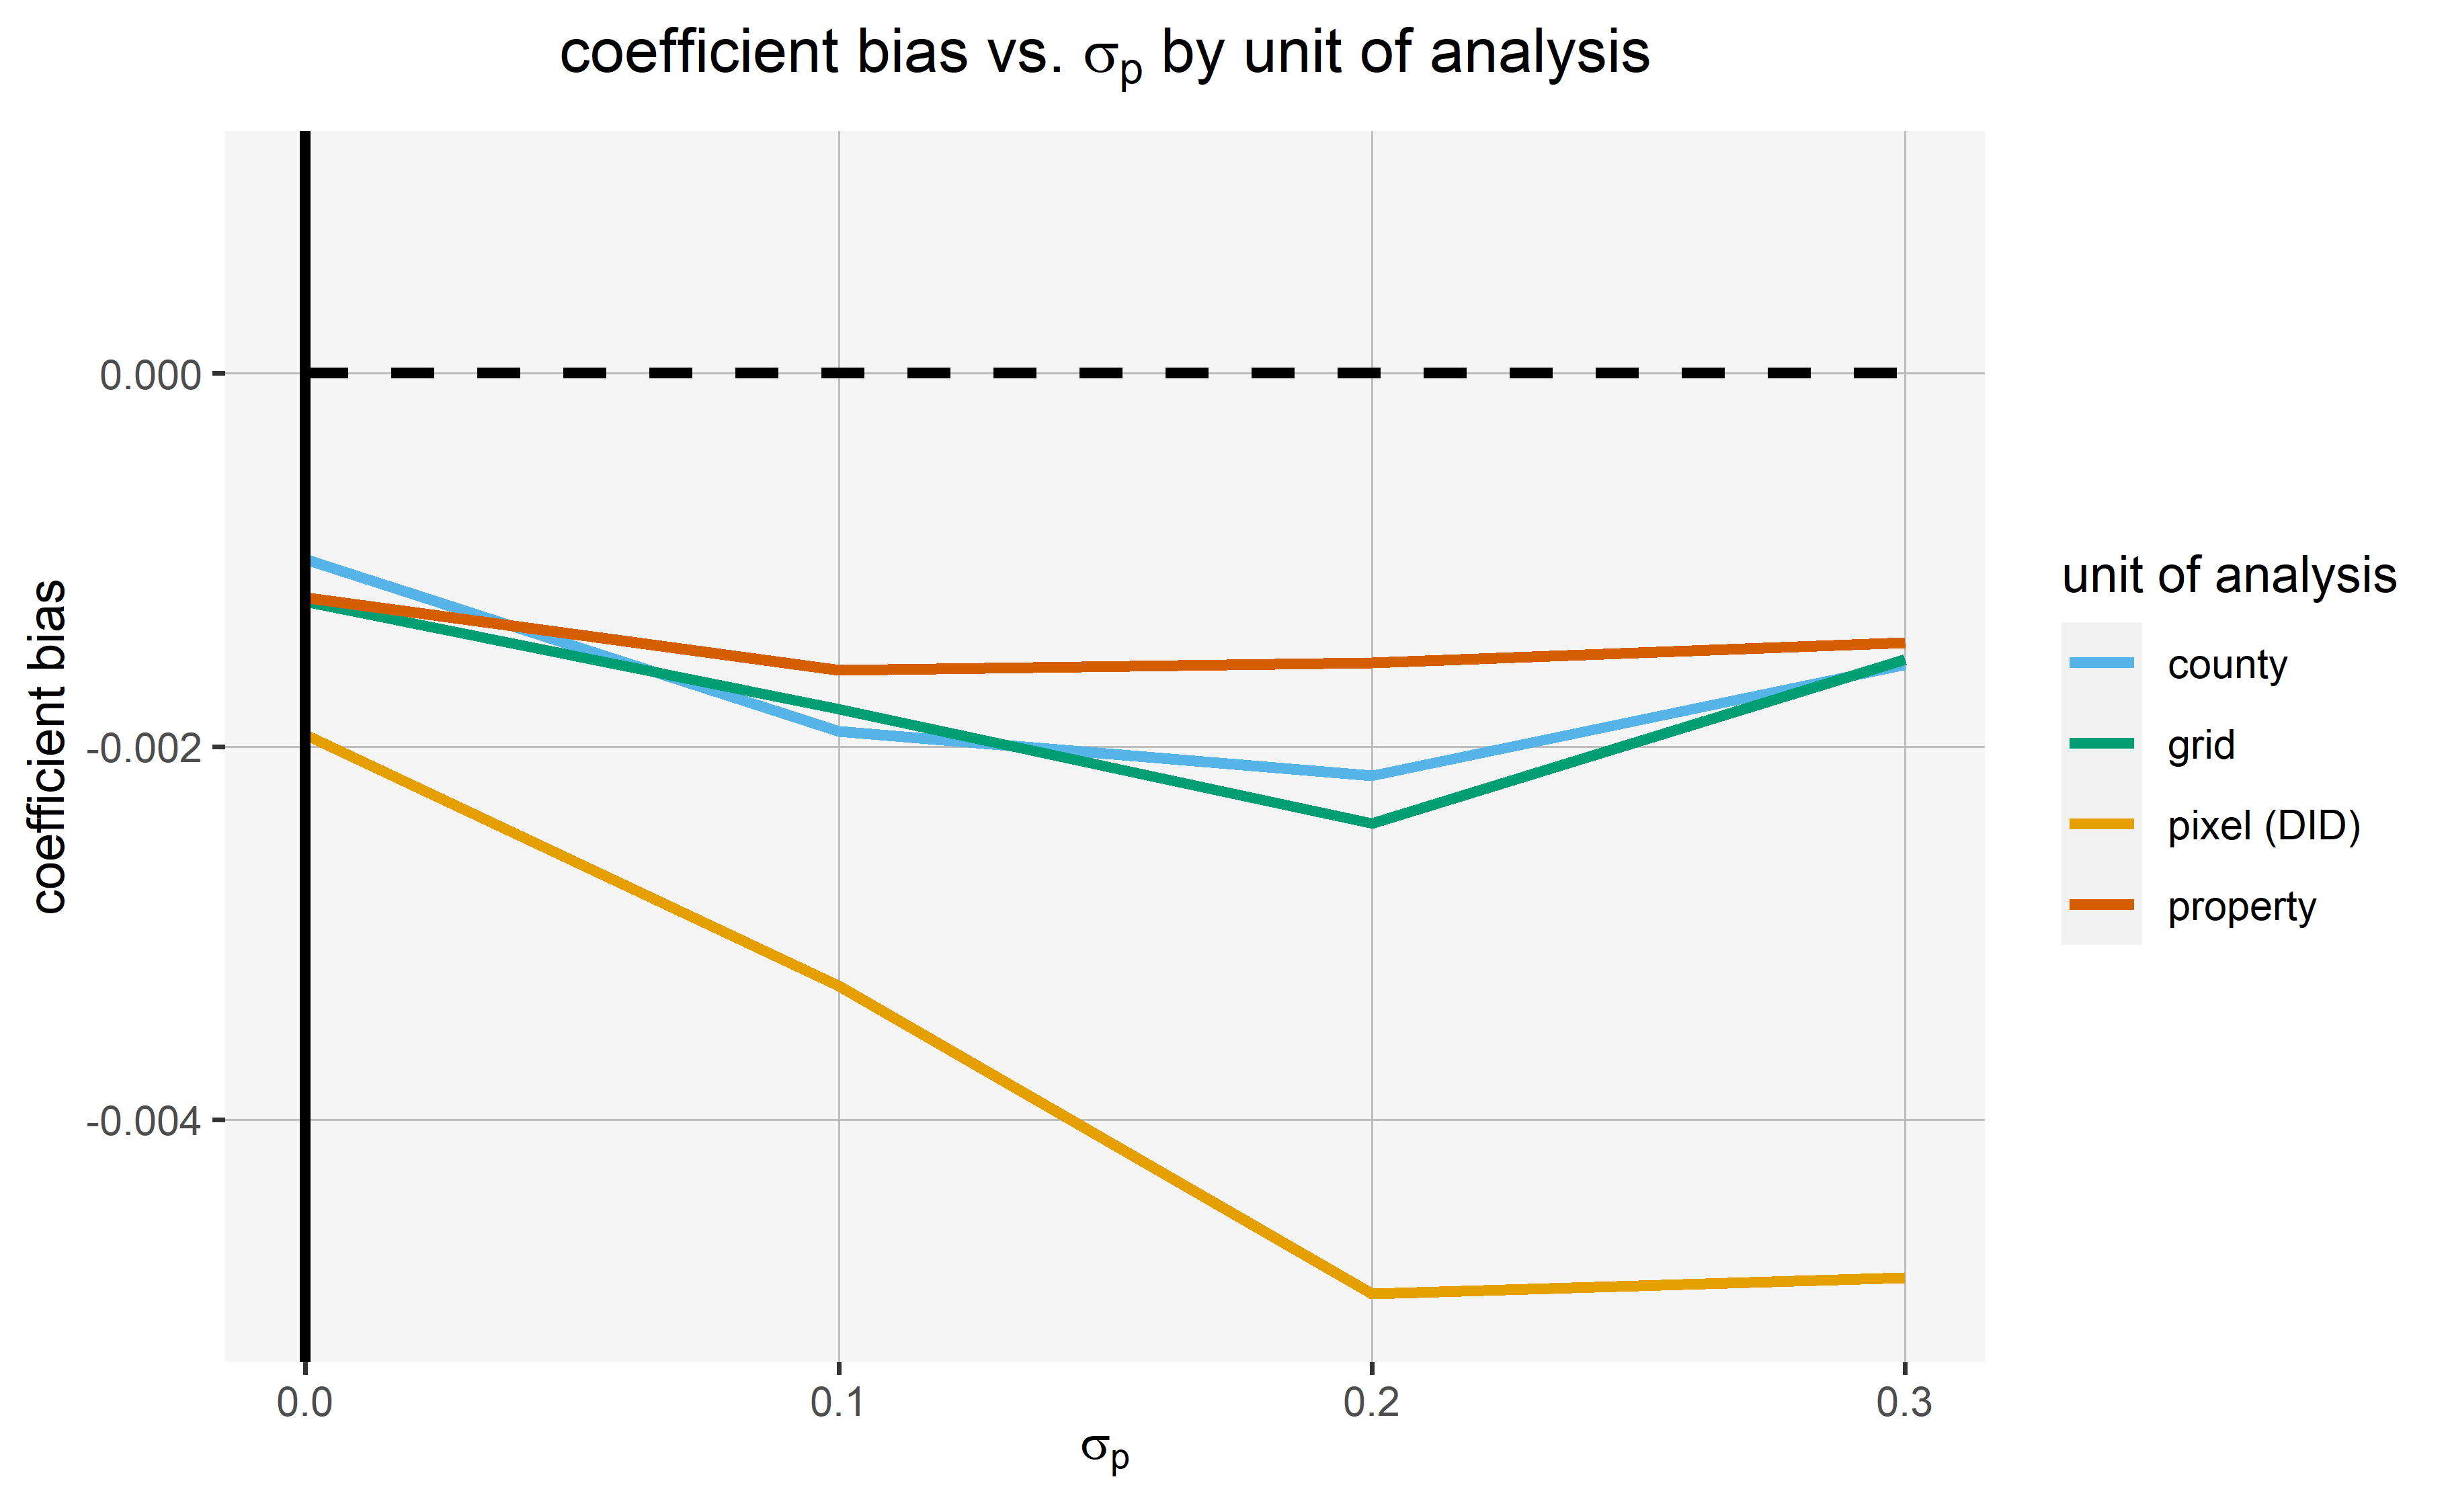 coefficient bias vs. σp by unit of analysis
coefficient bias
0.000
-0.002
-0.004
0.0 0.1 0.2 0.3
σp
unit of analysis
county
grid
pixel (DID)
property